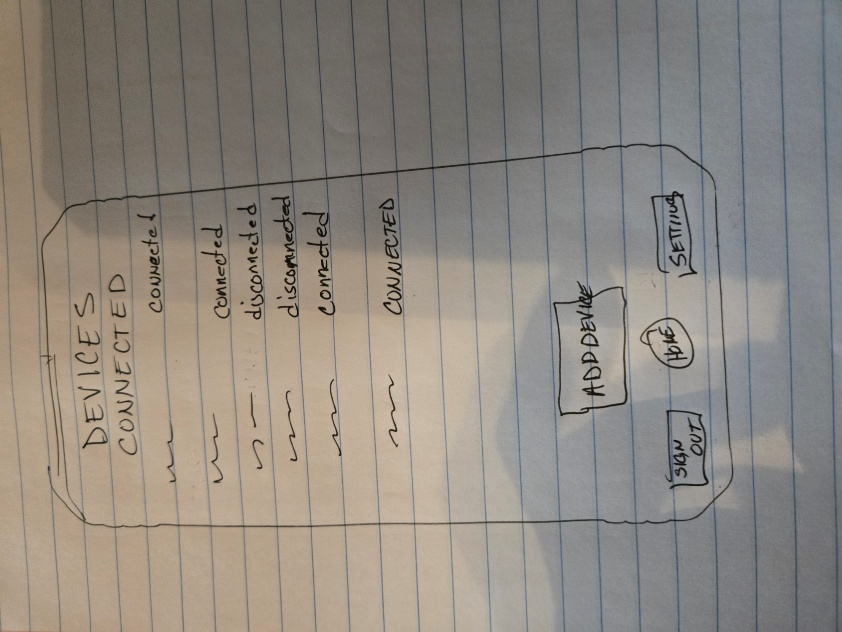 DEVICES
CONNECTED
connected
connected
disconnected
disconnected
connected
CONNECTED
ADD DEVICE
SIGN OUT
HOME
SETTINGS